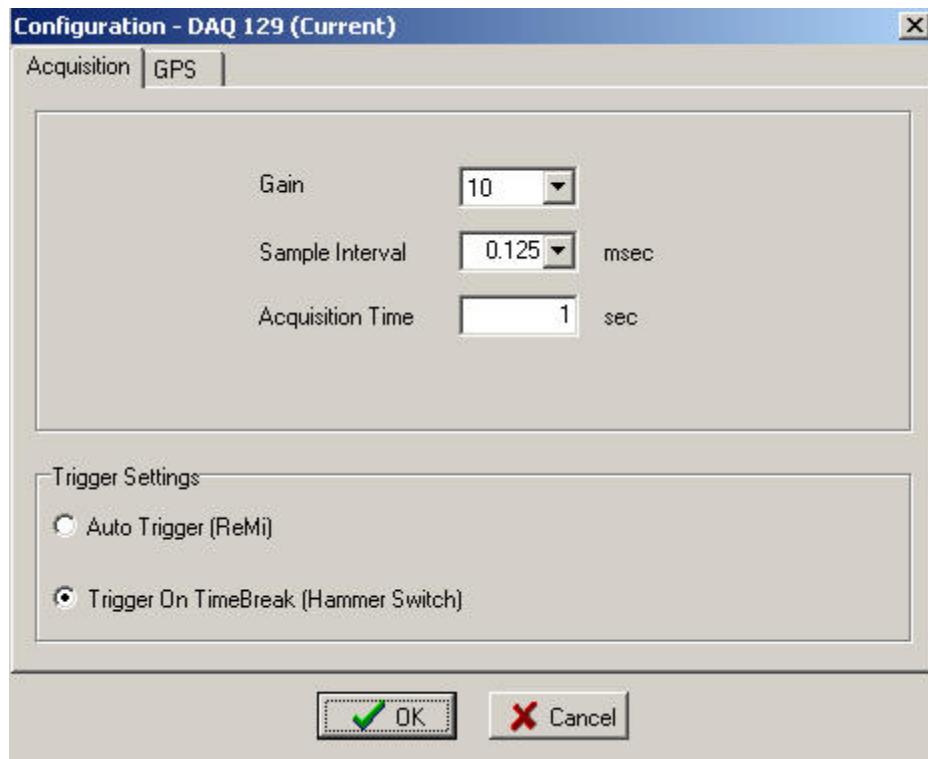 Configuration - DAQ 129 (Current)
Acquisition GPS
Gain 10
Sample Interval 0.125 msec
Acquisition Time 1 sec
Trigger Settings
Auto Trigger (ReMi)
Trigger On TimeBreak (Hammer Switch)
OK Cancel